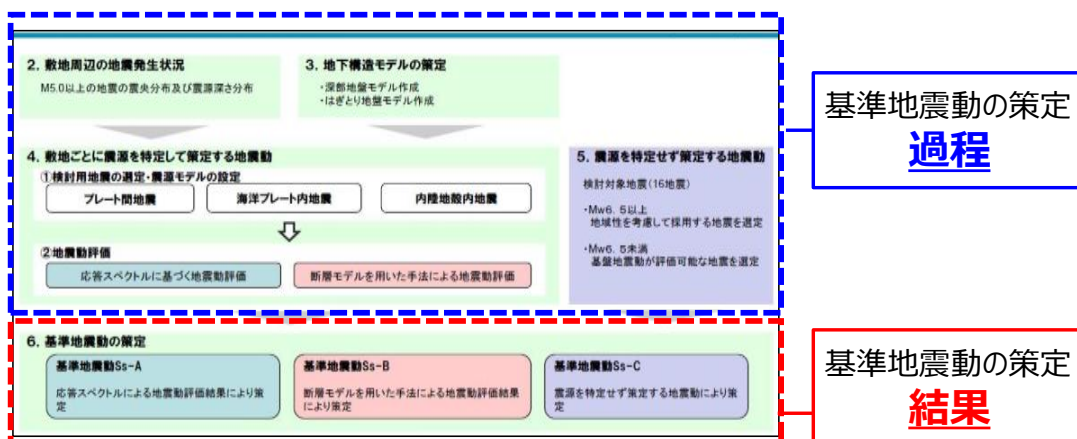 2. 敷地周辺の地震発生状況
M5.0以上の地震の震央分布及び震源深さ分布
3. 地下構造モデルの策定
・深部地盤モデル作成
・はぎとり地盤モデル作成
4. 敷地ごとに震源を特定して策定する地震動
①検討用地震の選定・震源モデルの設定
プレート間地震
海洋プレート内地震
内陸地殻内地震
②地震動評価
応答スペクトルに基づく地震動評価
断層モデルを用いた手法による地震動評価
5. 震源を特定せず策定する地震動
検討対象地震(16地震)
・Mw6. 5以上
地域性を考慮して採用する地震を選定
・Mw6. 5未満
基盤地震動が評価可能な地震を選定
基準地震動の策定
過程
6. 基準地震動の策定
基準地震動Ss-A
応答スペクトルによる地震動評価結果により策
定
基準地震動Ss-B
断層モデルを用いた手法による地震動評価結果
により策定
基準地震動Ss-C
震源を特定せず策定する地震動により策
定
基準地震動の策定
結果